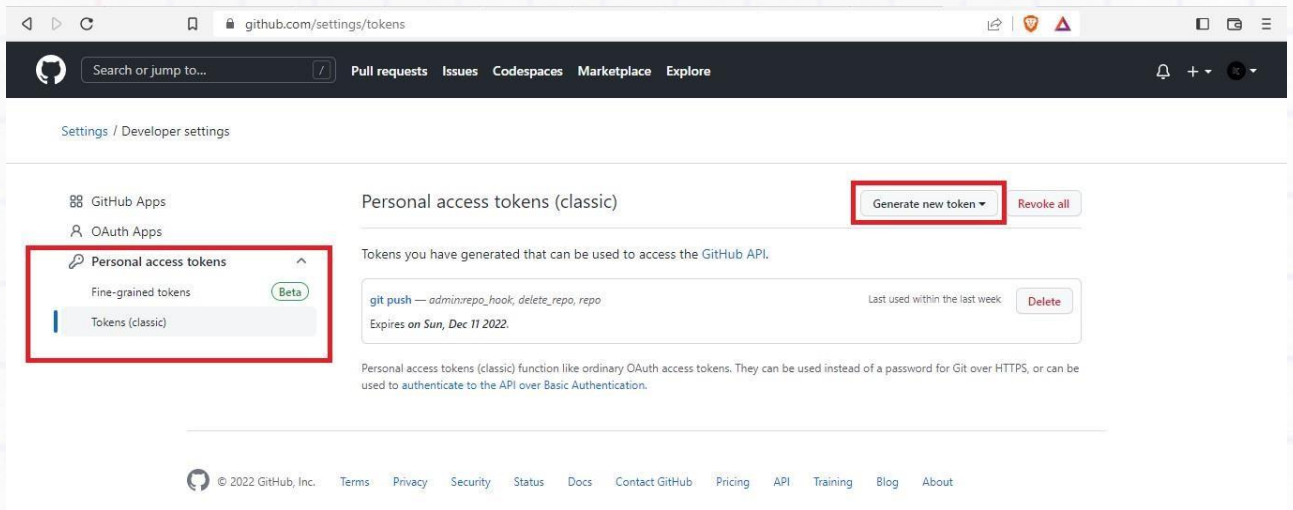 github.com/settings/tokens
Search or jump to... / Pull requests Issues Codespaces Marketplace Explore
Settings / Developer settings
GitHub Apps
OAuth Apps
Personal access tokens
Fine-grained tokens Beta
Tokens (classic)
Personal access tokens (classic) Generate new token Revoke all
Tokens you have generated that can be used to access the GitHub API.
git push — admin:repo_hook, delete_repo, repo Last used within the last week Delete
Expires on Sun, Dec 11 2022.
Personal access tokens (classic) function like ordinary OAuth access tokens. They can be used instead of a password for Git over HTTPS, or can be
used to authenticate to the API over Basic Authentication.
© 2022 GitHub, Inc. Terms Privacy Security Status Docs Contact GitHub Pricing API Training Blog About